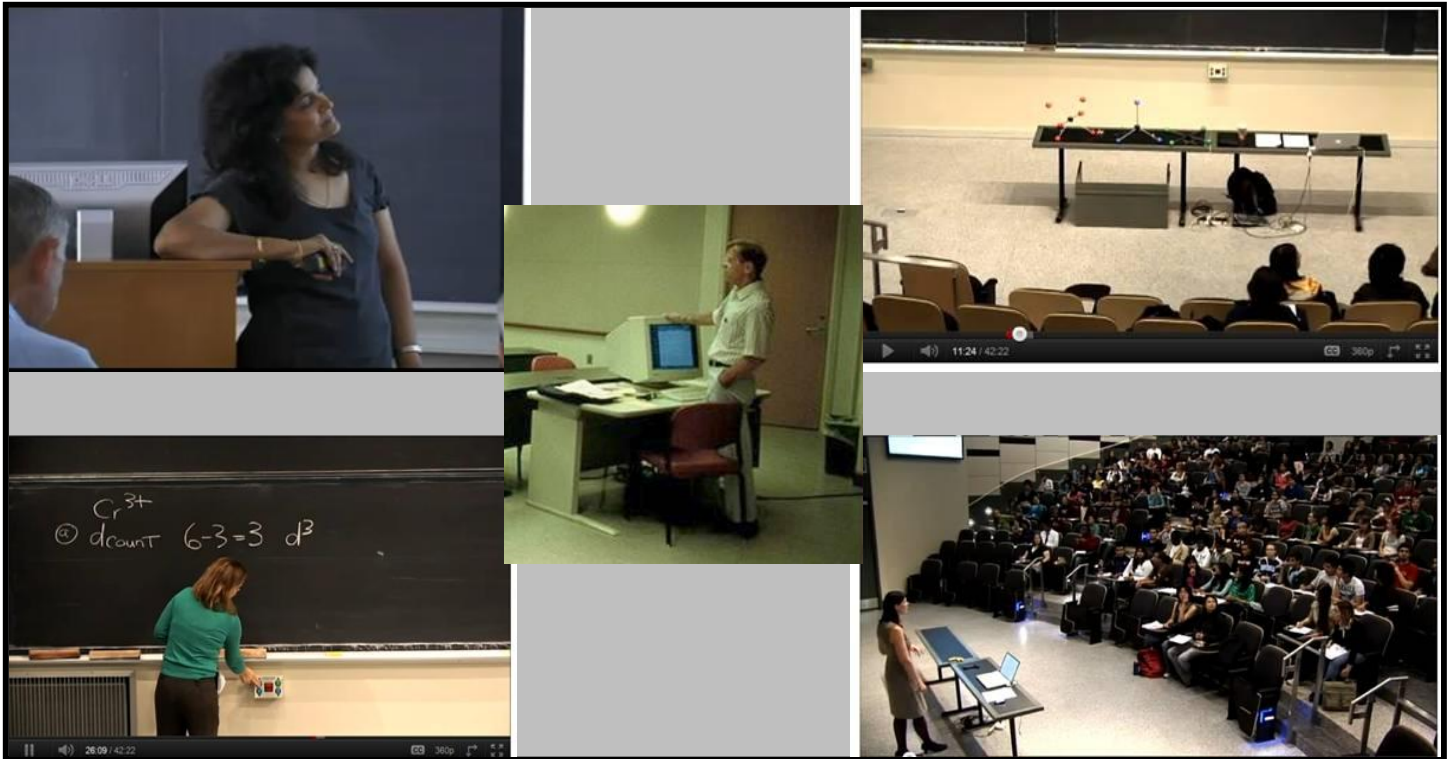 11:24 / 42:22
CC 360p
Cr³⁺
ⓐ dcount 6-3=3 d³
26:09 / 42:22
CC 360p